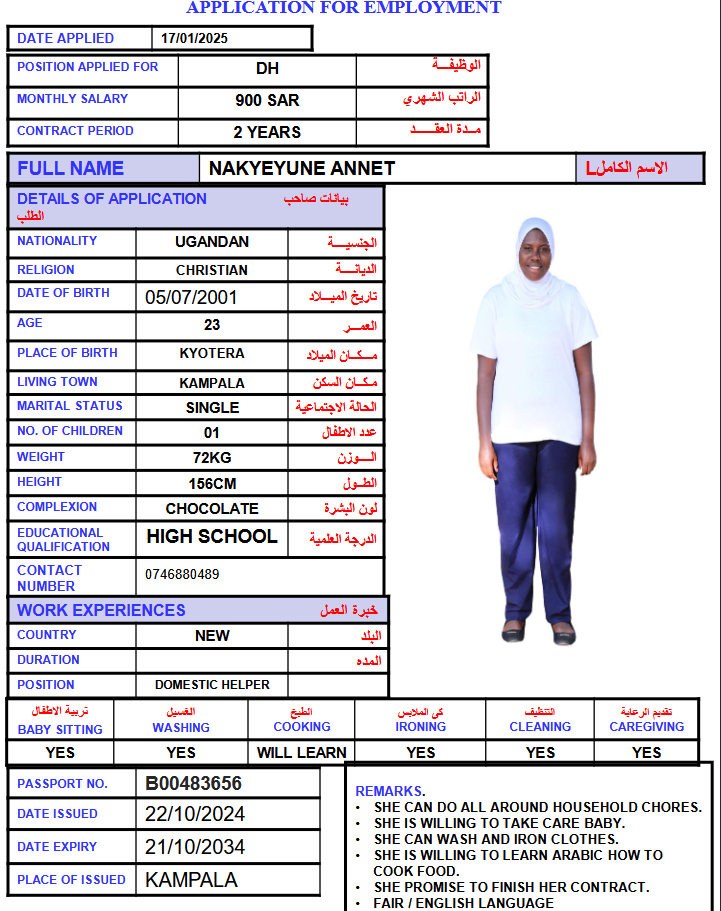 APPLICATION FOR EMPLOYMENT
DATE APPLIED 17/01/2025
POSITION APPLIED FOR DH الوظيفـــة
MONTHLY SALARY 900 SAR الراتب الشهري
CONTRACT PERIOD 2 YEARS مـدة العقـــد
FULL NAME NAKYEYUNE ANNET الاسم الكاملL
DETAILS OF APPLICATION بيانات صاحب
الطلب
NATIONALITY UGANDAN الجنسيـــة
RELIGION CHRISTIAN الديانـــة
DATE OF BIRTH 05/07/2001 تاريخ الميـــلاد
AGE 23 العمـــر
PLACE OF BIRTH KYOTERA مـــكـان الميلاد
LIVING TOWN KAMPALA مـكــان السكن
MARITAL STATUS SINGLE الحالة الاجتماعية
NO. OF CHILDREN 01 عدد الاطفال
WEIGHT 72KG الـــوزن
HEIGHT 156CM الطــول
COMPLEXION CHOCOLATE لون البشرة
EDUCATIONAL QUALIFICATION HIGH SCHOOL الدرجة العلمية
CONTACT NUMBER 0746880489
WORK EXPERIENCES خبرة العمل
COUNTRY NEW البلد
DURATION المده
POSITION DOMESTIC HELPER
تربية الاطفال الغسيل الطبخ كي الملابس التنظيف تقديم الرعاية
BABY SITTING WASHING COOKING IRONING CLEANING CAREGIVING
YES YES WILL LEARN YES YES YES
PASSPORT NO. B00483656
DATE ISSUED 22/10/2024
DATE EXPIRY 21/10/2034
PLACE OF ISSUED KAMPALA
REMARKS.
• SHE CAN DO ALL AROUND HOUSEHOLD CHORES.
• SHE IS WILLING TO TAKE CARE BABY.
• SHE CAN WASH AND IRON CLOTHES.
• SHE IS WILLING TO LEARN ARABIC HOW TO
COOK FOOD.
• SHE PROMISE TO FINISH HER CONTRACT.
• FAIR / ENGLISH LANGUAGE